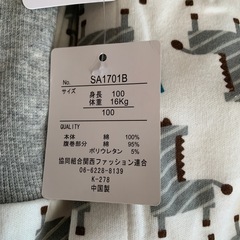 No. SA1701B
サイズ
身長 100
体重 16Kg
100
QUALITY
本体 綿 100%
腹巻部分 綿 95%
ポリウレタン 5%
協同組合関西ファッション連合
06-6228-8139
K-278
中国製